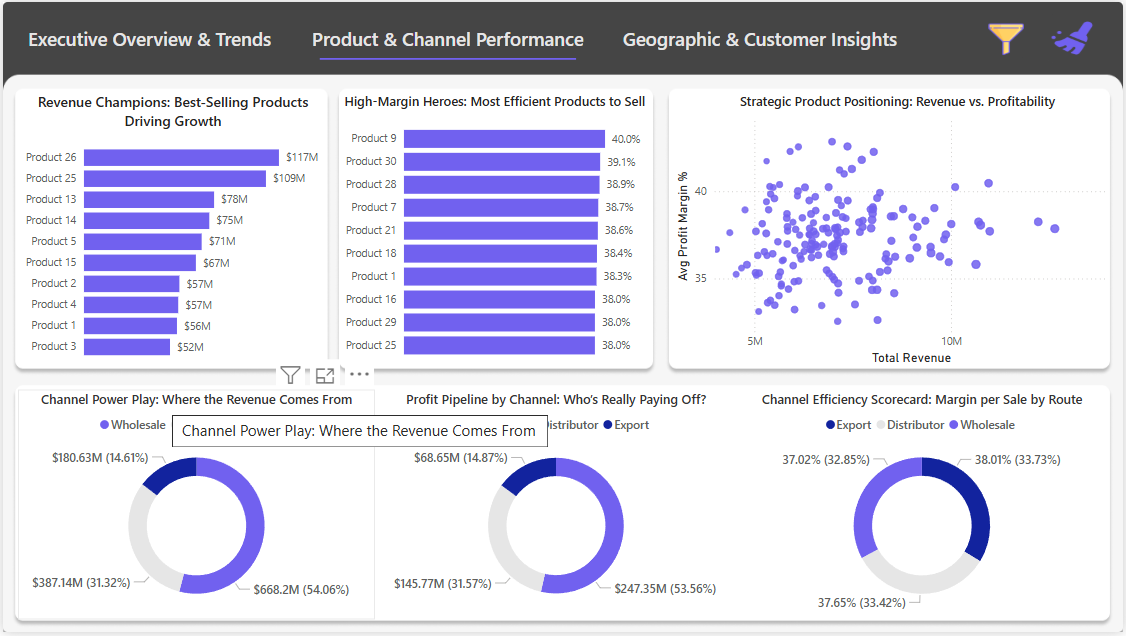 Executive Overview & Trends
Product & Channel Performance
Geographic & Customer Insights
Revenue Champions: Best-Selling Products
Driving Growth
Product 26 $117M
Product 25 $109M
Product 13 $78M
Product 14 $75M
Product 5 $71M
Product 15 $67M
Product 2 $57M
Product 4 $57M
Product 1 $56M
Product 3 $52M
High-Margin Heroes: Most Efficient Products to Sell
Product 9 40.0%
Product 30 39.1%
Product 28 38.9%
Product 7 38.7%
Product 21 38.6%
Product 18 38.4%
Product 1 38.3%
Product 16 38.0%
Product 29 38.0%
Product 25 38.0%
Strategic Product Positioning: Revenue vs. Profitability
Avg Profit Margin %
40
35
5M 10M
Total Revenue
Channel Power Play: Where the Revenue Comes From
Wholesale
Channel Power Play: Where the Revenue Comes From
$180.63M (14.61%)
$387.14M (31.32%)
$668.2M (54.06%)
Profit Pipeline by Channel: Who's Really Paying Off?
istributor Export
$68.65M (14.87%)
$145.77M (31.57%)
$247.35M (53.56%)
Channel Efficiency Scorecard: Margin per Sale by Route
Export Distributor Wholesale
37.02% (32.85%)
38.01% (33.73%)
37.65% (33.42%)